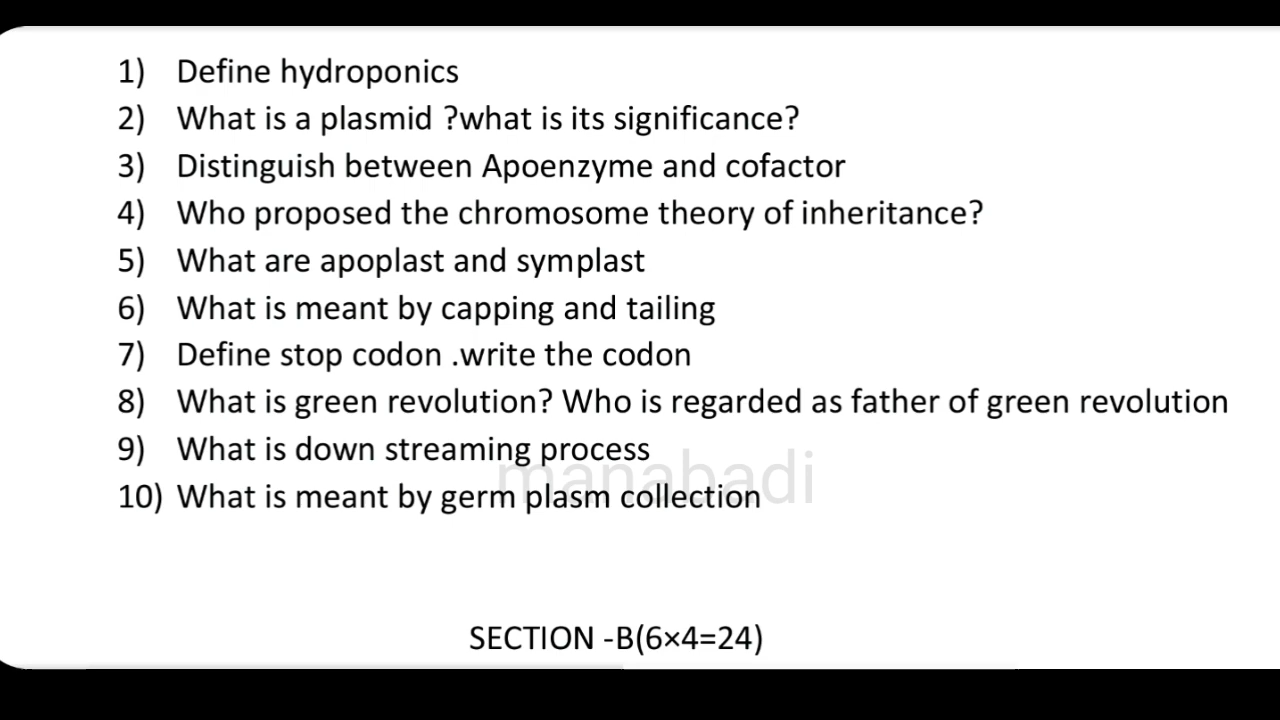 1) Define hydroponics
2) What is a plasmid ?what is its significance?
3) Distinguish between Apoenzyme and cofactor
4) Who proposed the chromosome theory of inheritance?
5) What are apoplast and symplast
6) What is meant by capping and tailing
7) Define stop codon .write the codon
8) What is green revolution? Who is regarded as father of green revolution
9) What is down streaming process
manabadi
10) What is meant by germ plasm collection
SECTION -B(6×4=24)